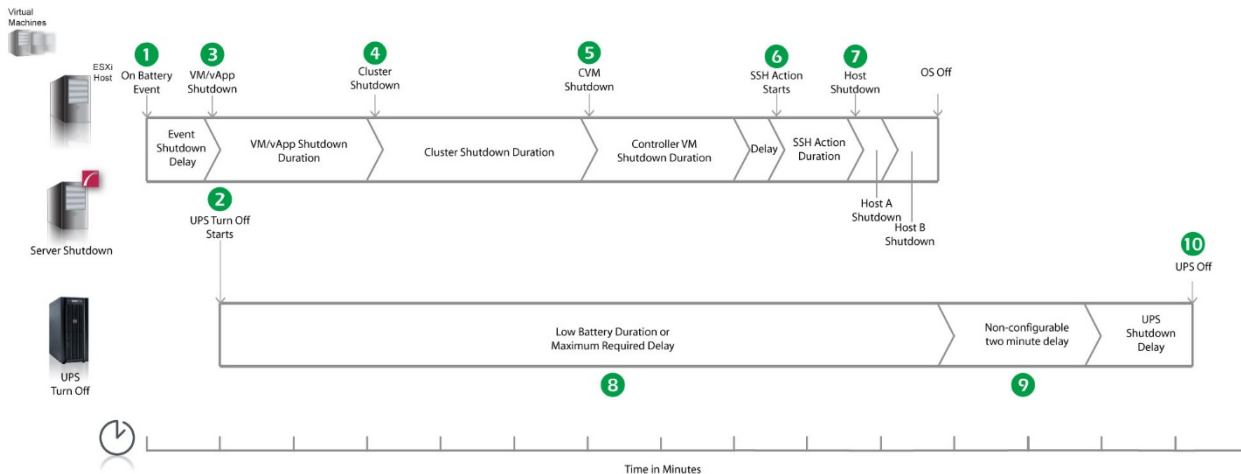 Virtual
Machines
ESXi
Host
1
On Battery
Event
3
VM/vApp
Shutdown
4
Cluster
Shutdown
5
CVM
Shutdown
6
SSH Action
Starts
7
Host
Shutdown
OS Off
Event
Shutdown
Delay
VM/vApp Shutdown
Duration
Cluster Shutdown Duration
Controller VM
Shutdown Duration
Delay
SSH Action
Duration
Host A
Shutdown
Host B
Shutdown
2
UPS Turn Off
Starts
Server Shutdown
10
UPS Off
Low Battery Duration or
Maximum Required Delay
Non-configurable
two minute delay
UPS
Shutdown
Delay
UPS
Turn Off
8
9
Time in Minutes